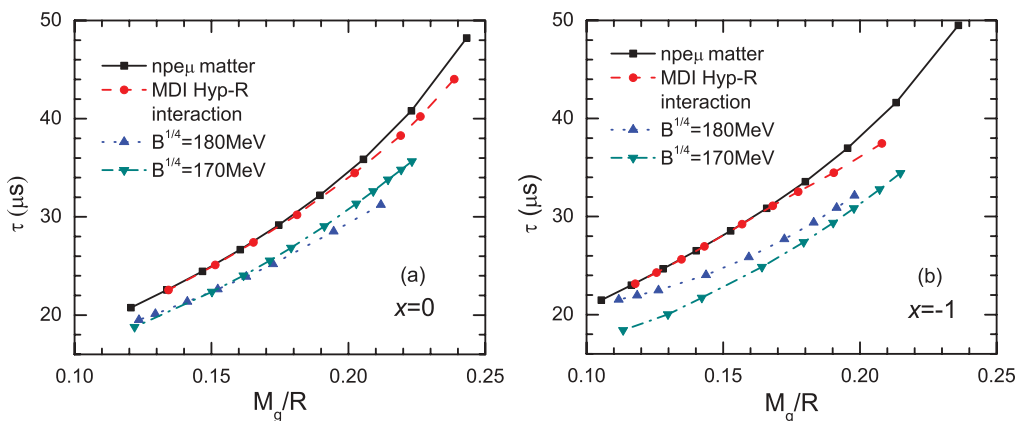 50
40
30
20
τ (μs)
npeμ matter
MDI Hyp-R
interaction
B^1/4=180MeV
B^1/4=170MeV
(a)
x=0
0.10 0.15 0.20 0.25
M_g/R
50
40
30
20
τ (μs)
npeμ matter
MDI Hyp-R
interaction
B^1/4=180MeV
B^1/4=170MeV
(b)
x=-1
0.10 0.15 0.20 0.25
M_g/R